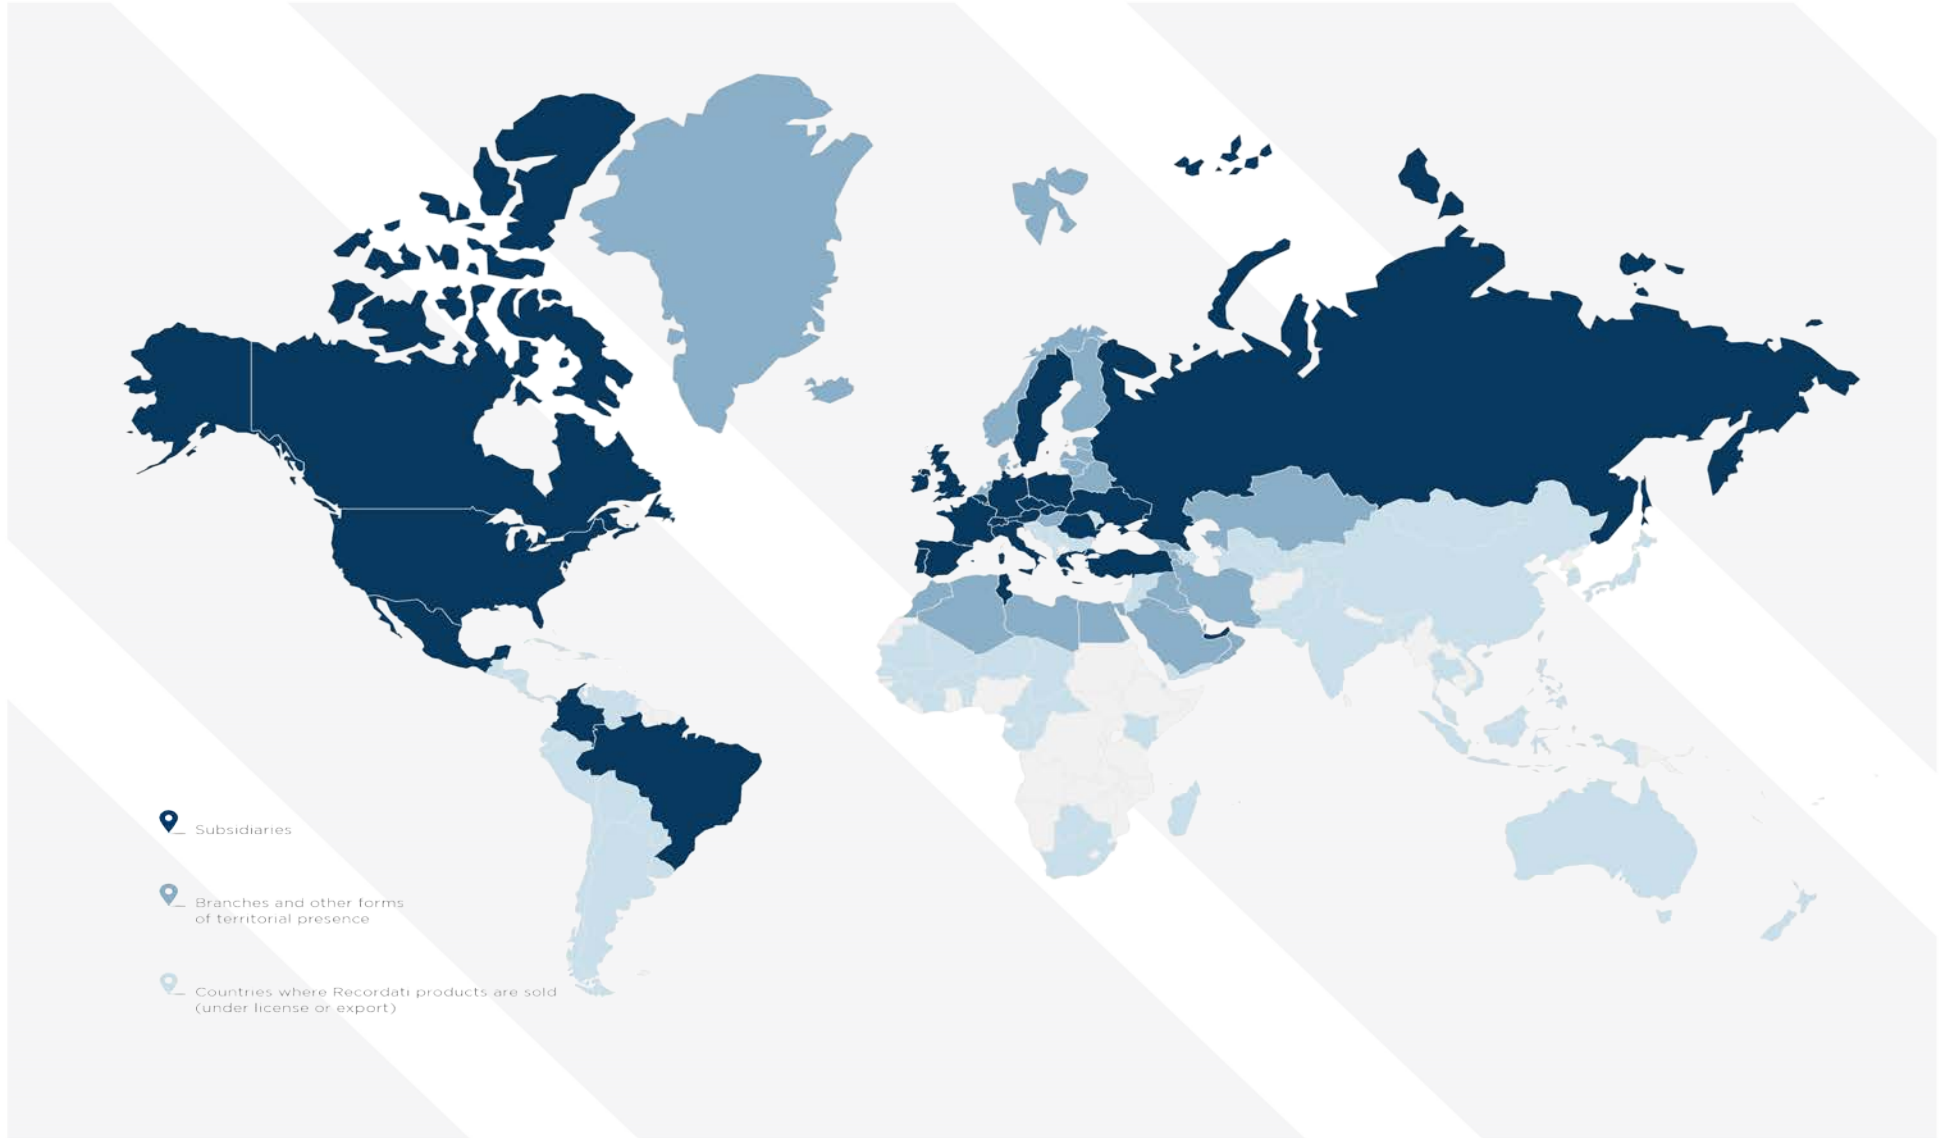 Subsidiaries
Branches and other forms
of territorial presence
Countries where Recordati products are sold
(under license or export)